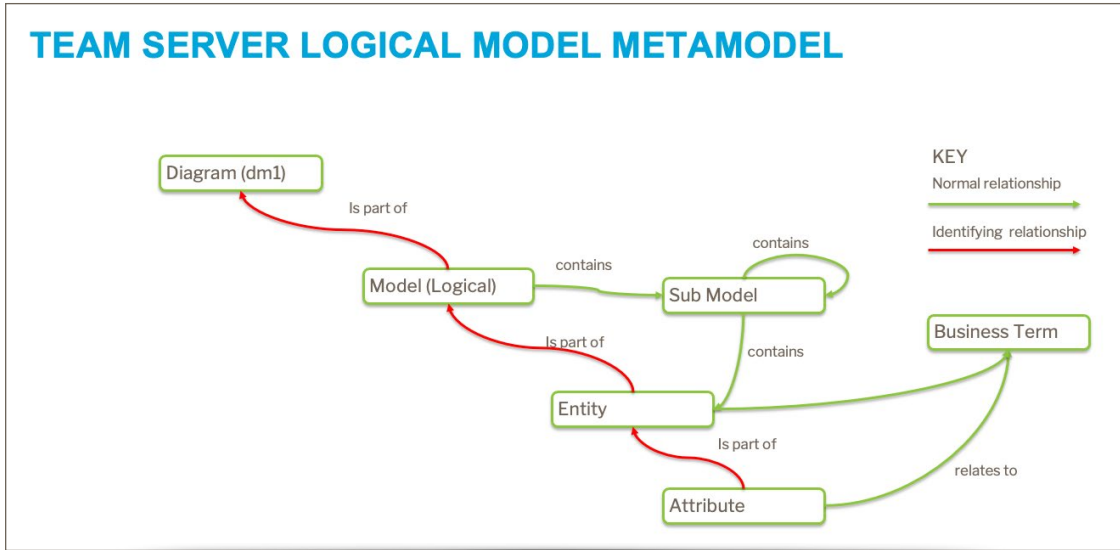 TEAM SERVER LOGICAL MODEL METAMODEL
Diagram (dm1)
KEY
Normal relationship
Is part of
Identifying relationship
contains
contains
Model (Logical)
Sub Model
Business Term
Is part of
contains
Entity
Is part of
relates to
Attribute